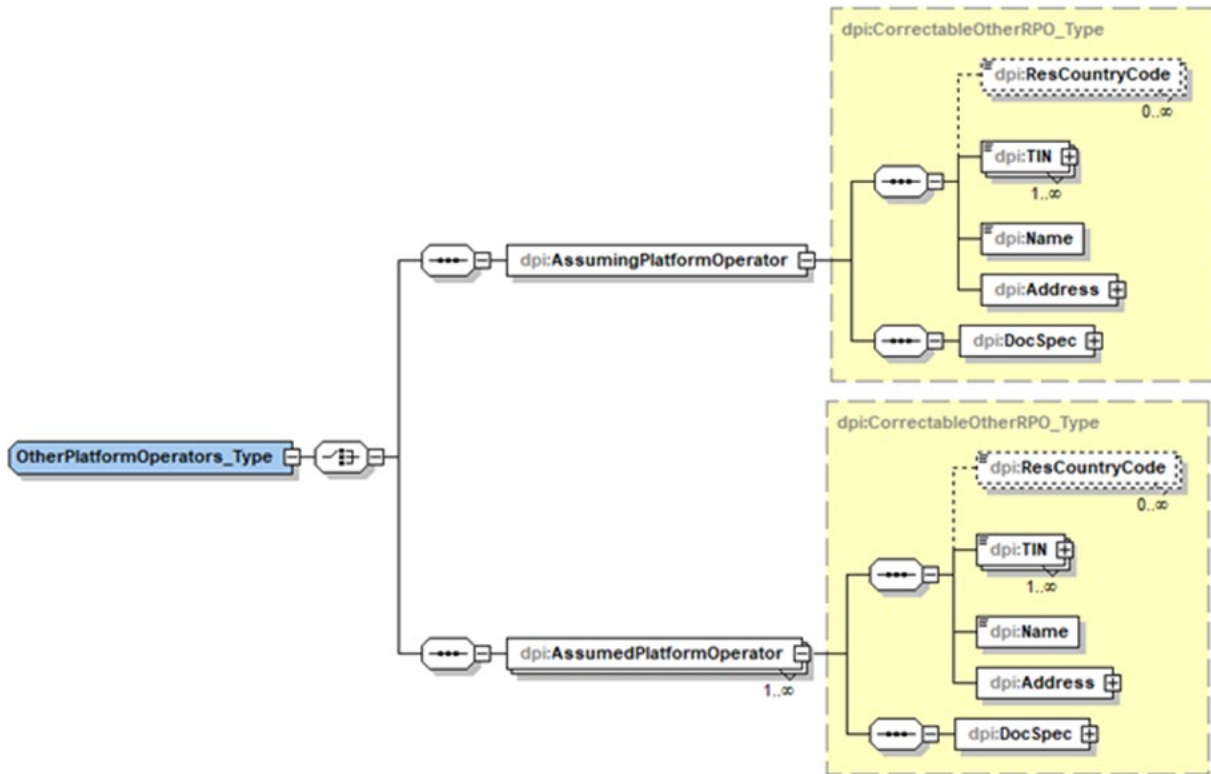 dpi:CorrectableOtherRPO_Type
dpi:ResCountryCode
0..∞
dpi:TIN
1..∞
dpi:Name
dpi:AssumingPlatformOperator
dpi:Address
dpi:DocSpec
OtherPlatformOperators_Type
dpi:CorrectableOtherRPO_Type
dpi:ResCountryCode
0..∞
dpi:TIN
1..∞
dpi:Name
dpi:AssumedPlatformOperator
1..∞
dpi:Address
dpi:DocSpec